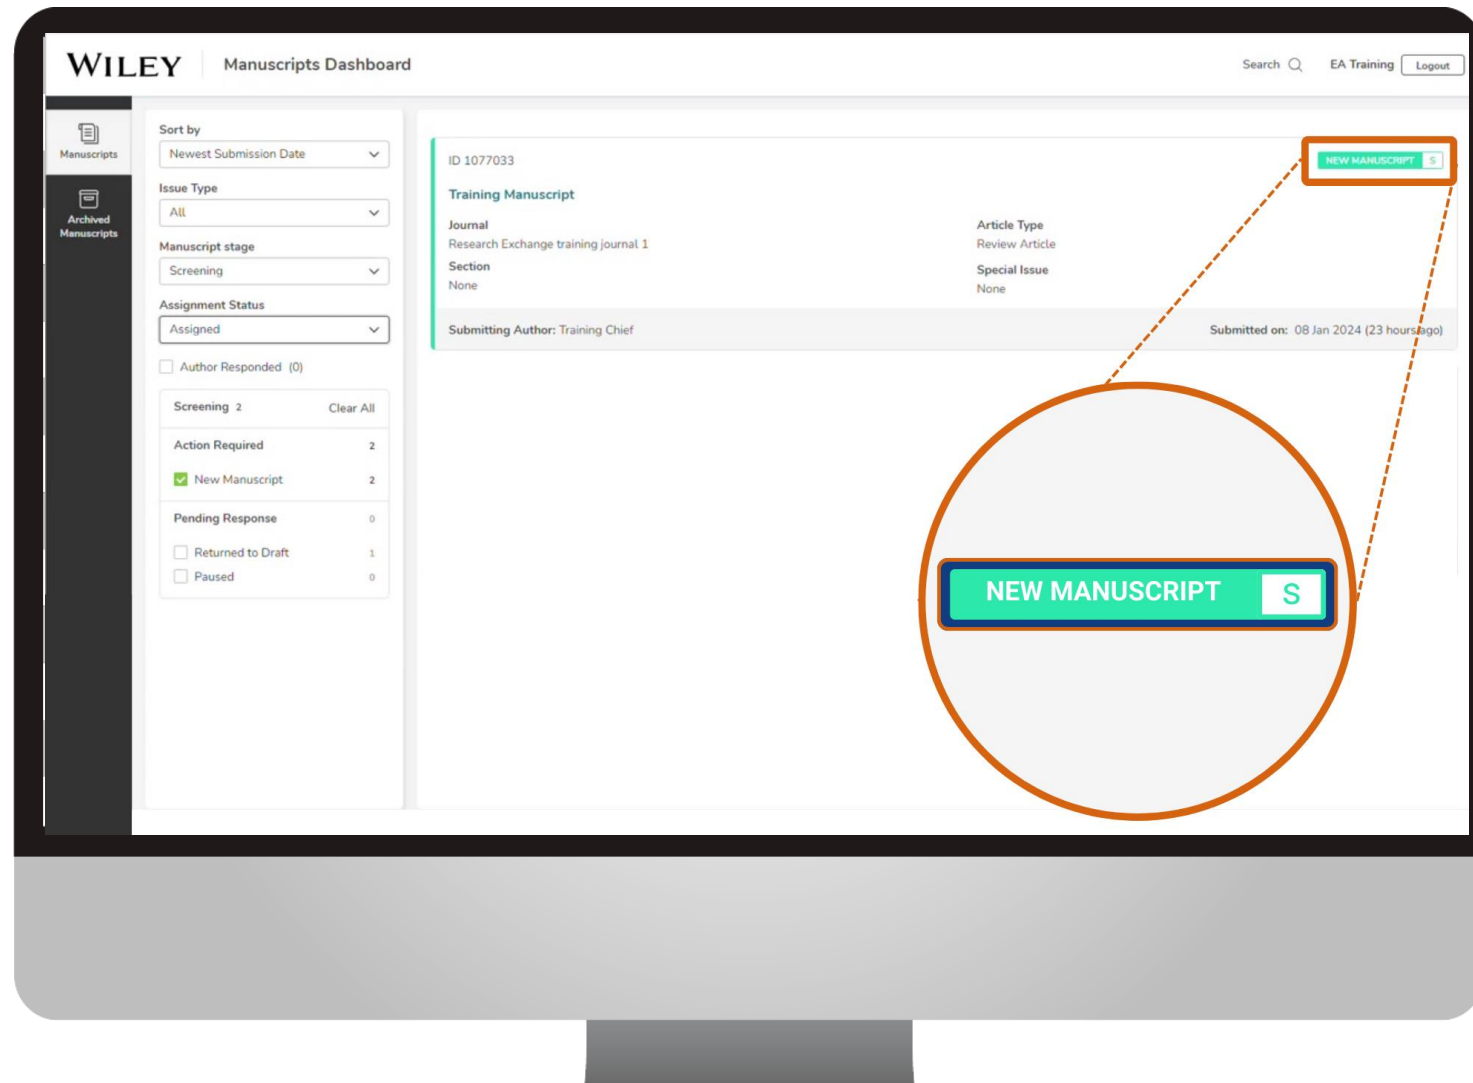 WILEY Manuscripts Dashboard Search EA Training Logout
Manuscripts
Archived
Manuscripts
Sort by
Newest Submission Date
Issue Type
All
Manuscript stage
Screening
Assignment Status
Assigned
Author Responded (0)
Screening 2 Clear All
Action Required 2
New Manuscript 2
Pending Response 0
Returned to Draft 1
Paused 0
ID 1077033 NEW MANUSCRIPT S
Training Manuscript
Journal
Research Exchange training journal 1
Section
None
Article Type
Review Article
Special Issue
None
Submitting Author: Training Chief Submitted on: 08 Jan 2024 (23 hours ago)
NEW MANUSCRIPT S